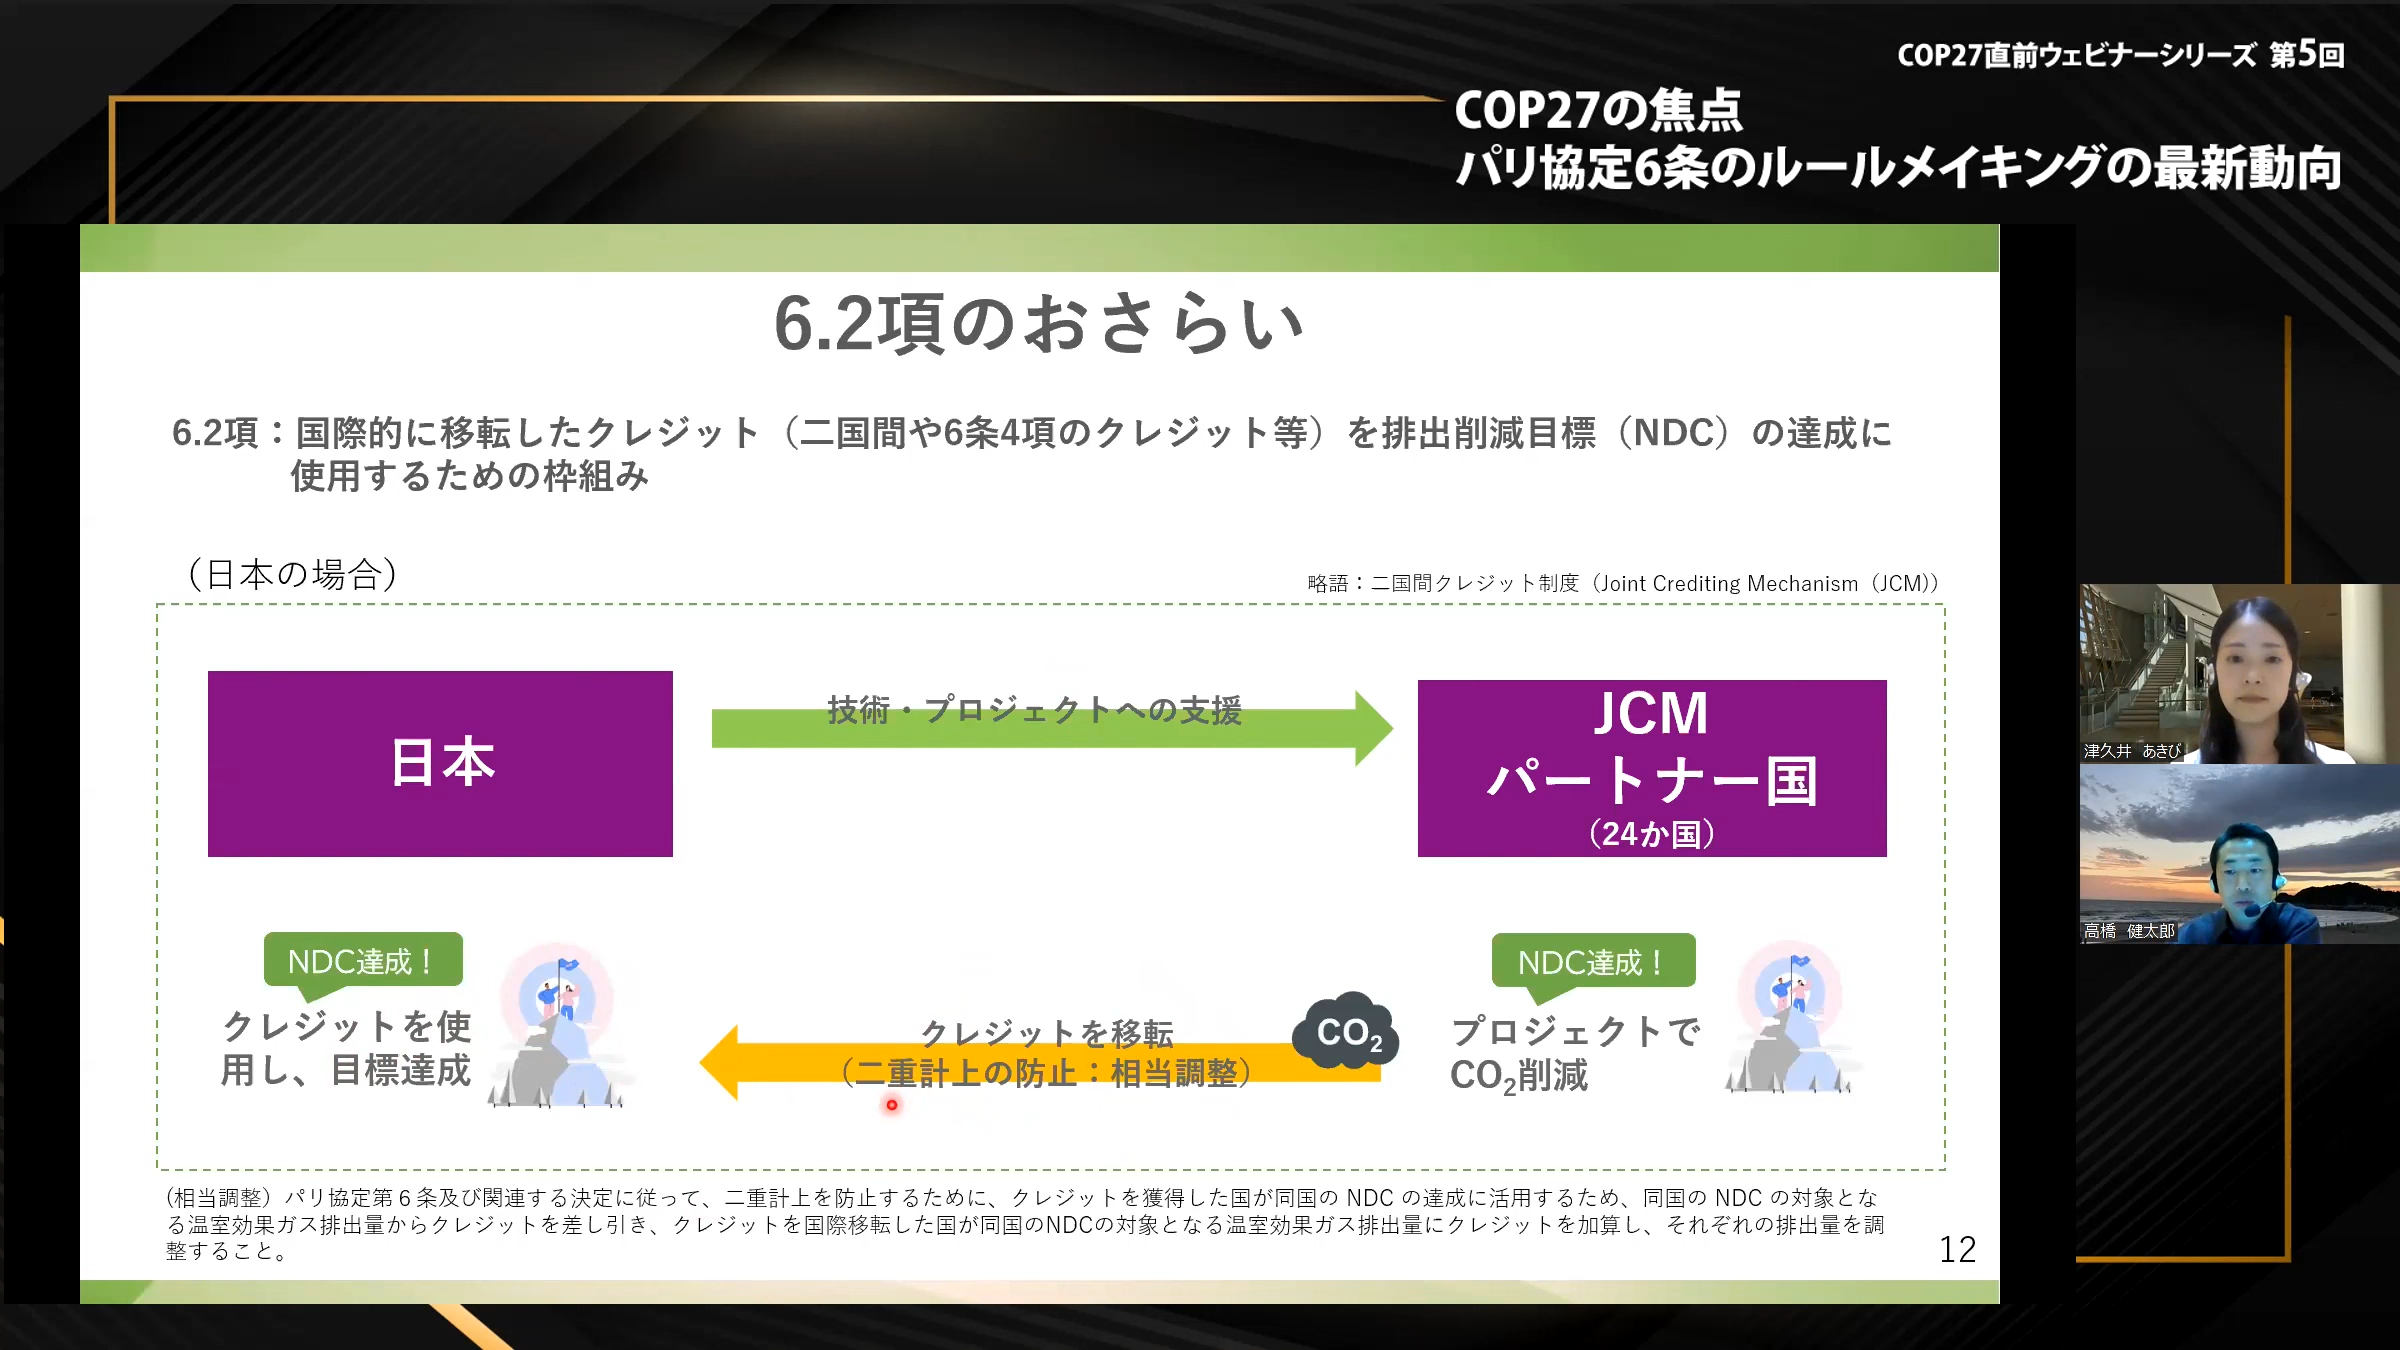 COP27直前ウェビナーシリーズ 第5回
COP27の焦点
パリ協定6条のルールメイキングの最新動向
6.2項のおさらい
6.2項：国際的に移転したクレジット（二国間や6条4項のクレジット等）を排出削減目標（NDC）の達成に
使用するための枠組み
（日本の場合）
略語：二国間クレジット制度（Joint Crediting Mechanism（JCM））
日本
技術・プロジェクトへの支援
JCM
パートナー国
（24か国）
NDC達成！
クレジットを使
用し、目標達成
クレジットを移転
（二重計上の防止：相当調整）
CO2
NDC達成！
プロジェクトで
CO2削減
(相当調整）パリ協定第６条及び関連する決定に従って、二重計上を防止するために、クレジットを獲得した国が同国の NDC の達成に活用するため、同国の NDC の対象とな
る温室効果ガス排出量からクレジットを差し引き、クレジットを国際移転した国が同国のNDCの対象となる温室効果ガス排出量にクレジットを加算し、それぞれの排出量を調
整すること。
12
津久井 あきび
高橋 健太郎